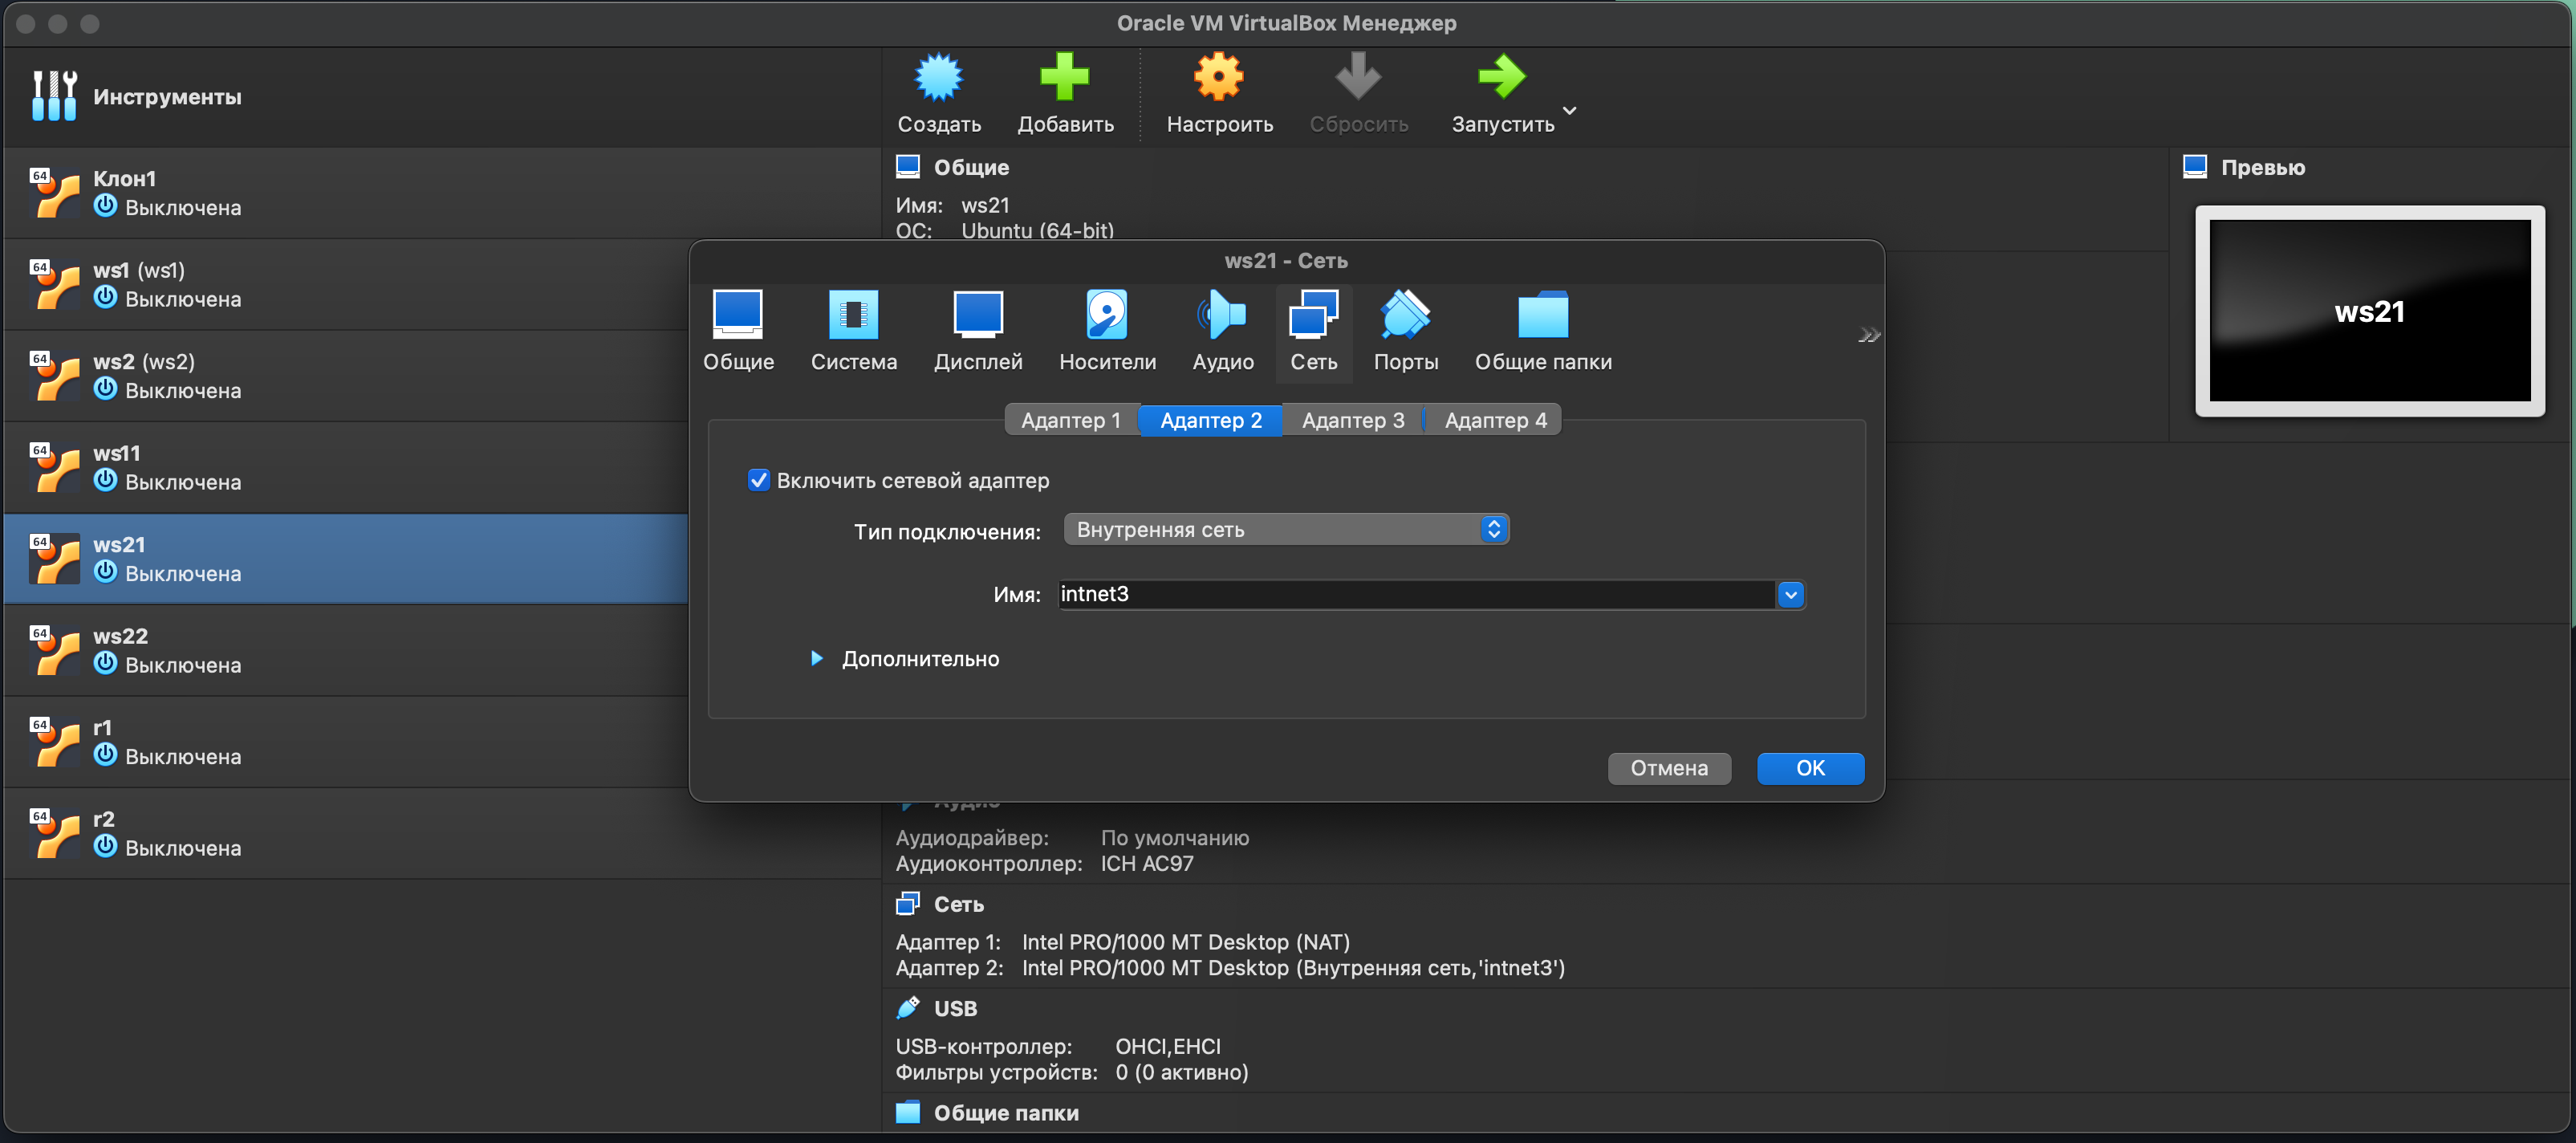 Oracle VM VirtualBox Менеджер
Инструменты
Создать
Добавить
Настроить
Сбросить
Запустить
64
Клон1
Выключена
64
ws1 (ws1)
Выключена
64
ws2 (ws2)
Выключена
64
ws11
Выключена
64
ws21
Выключена
64
ws22
Выключена
64
r1
Выключена
64
r2
Выключена
Общие
Имя: ws21
ОС: Ubuntu (64-bit)
Превью
ws21
ws21 - Сеть
Общие
Система
Дисплей
Носители
Аудио
Сеть
Порты
Общие папки
Адаптер 1
Адаптер 2
Адаптер 3
Адаптер 4
Включить сетевой адаптер
Тип подключения: Внутренняя сеть
Имя: intnet3
Дополнительно
Отмена
OK
Аудио
Аудиодрайвер: По умолчанию
Аудиоконтроллер: ICH AC97
Сеть
Адаптер 1: Intel PRO/1000 MT Desktop (NAT)
Адаптер 2: Intel PRO/1000 MT Desktop (Внутренняя сеть,'intnet3')
USB
USB-контроллер: OHCI,EHCI
Фильтры устройств: 0 (0 активно)
Общие папки